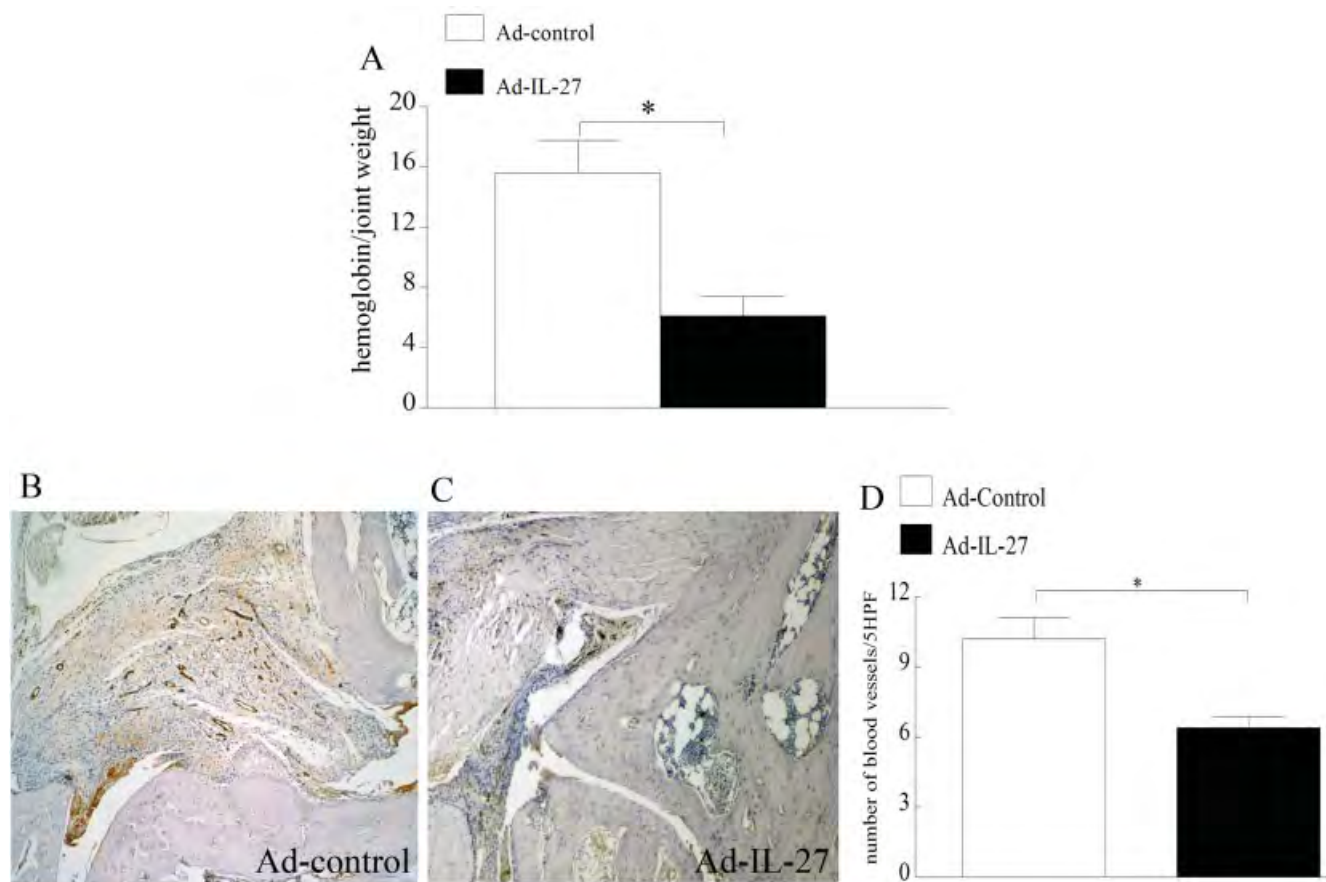 A
Ad-control
Ad-IL-27
*
hemoglobin/joint weight
20
16
12
8
4
0
B
Ad-control
C
Ad-IL-27
D
Ad-Control
Ad-IL-27
*
number of blood vessels/5HPF
12
9
6
3
0